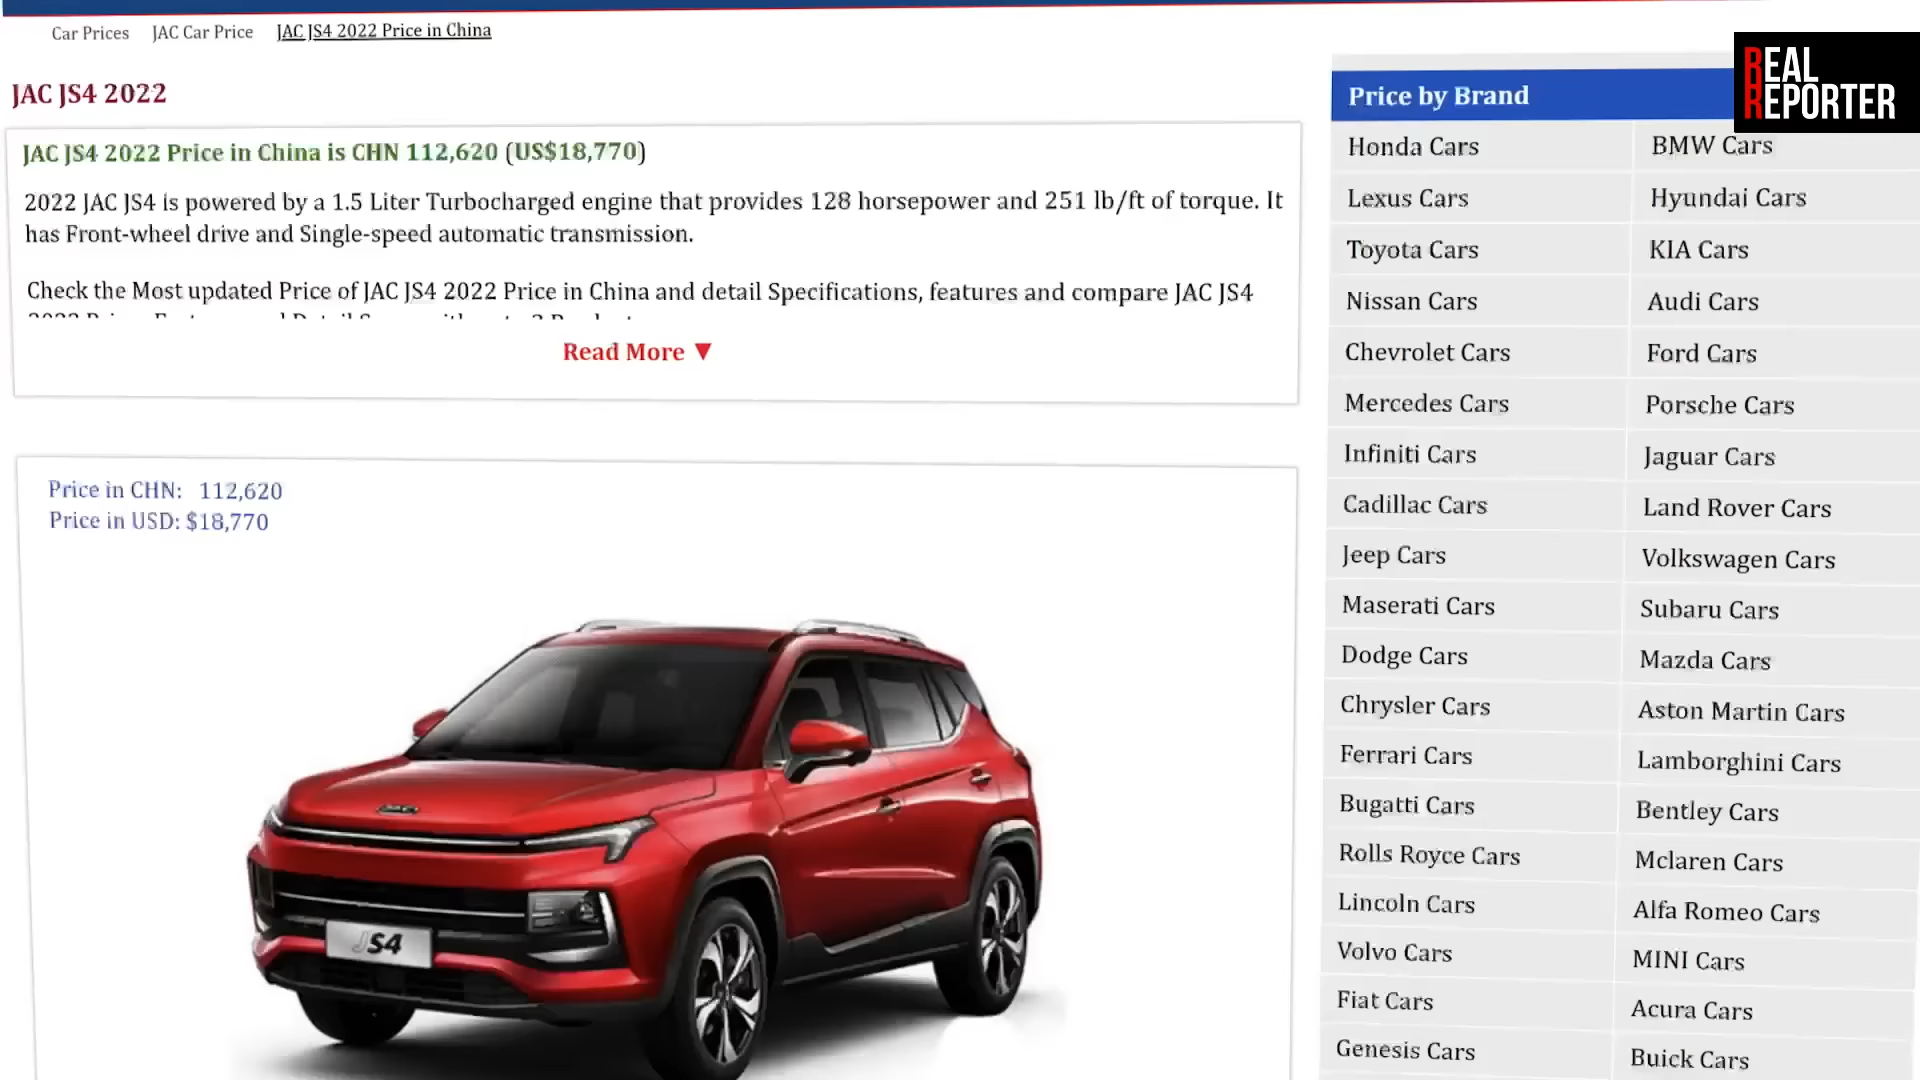 Car Prices JAC Car Price JAC JS4 2022 Price in China
REAL
REPORTER
JAC JS4 2022
JAC JS4 2022 Price in China is CHN 112,620 (US$18,770)
2022 JAC JS4 is powered by a 1.5 Liter Turbocharged engine that provides 128 horsepower and 251 lb/ft of torque. It
has Front-wheel drive and Single-speed automatic transmission.
Check the Most updated Price of JAC JS4 2022 Price in China and detail Specifications, features and compare JAC JS4
Read More ▼
Price in CHN: 112,620
Price in USD: $18,770
JAC
JS4
Price by Brand
Honda Cars BMW Cars
Lexus Cars Hyundai Cars
Toyota Cars KIA Cars
Nissan Cars Audi Cars
Chevrolet Cars Ford Cars
Mercedes Cars Porsche Cars
Infiniti Cars Jaguar Cars
Cadillac Cars Land Rover Cars
Jeep Cars Volkswagen Cars
Maserati Cars Subaru Cars
Dodge Cars Mazda Cars
Chrysler Cars Aston Martin Cars
Ferrari Cars Lamborghini Cars
Bugatti Cars Bentley Cars
Rolls Royce Cars Mclaren Cars
Lincoln Cars Alfa Romeo Cars
Volvo Cars MINI Cars
Fiat Cars Acura Cars
Genesis Cars Buick Cars